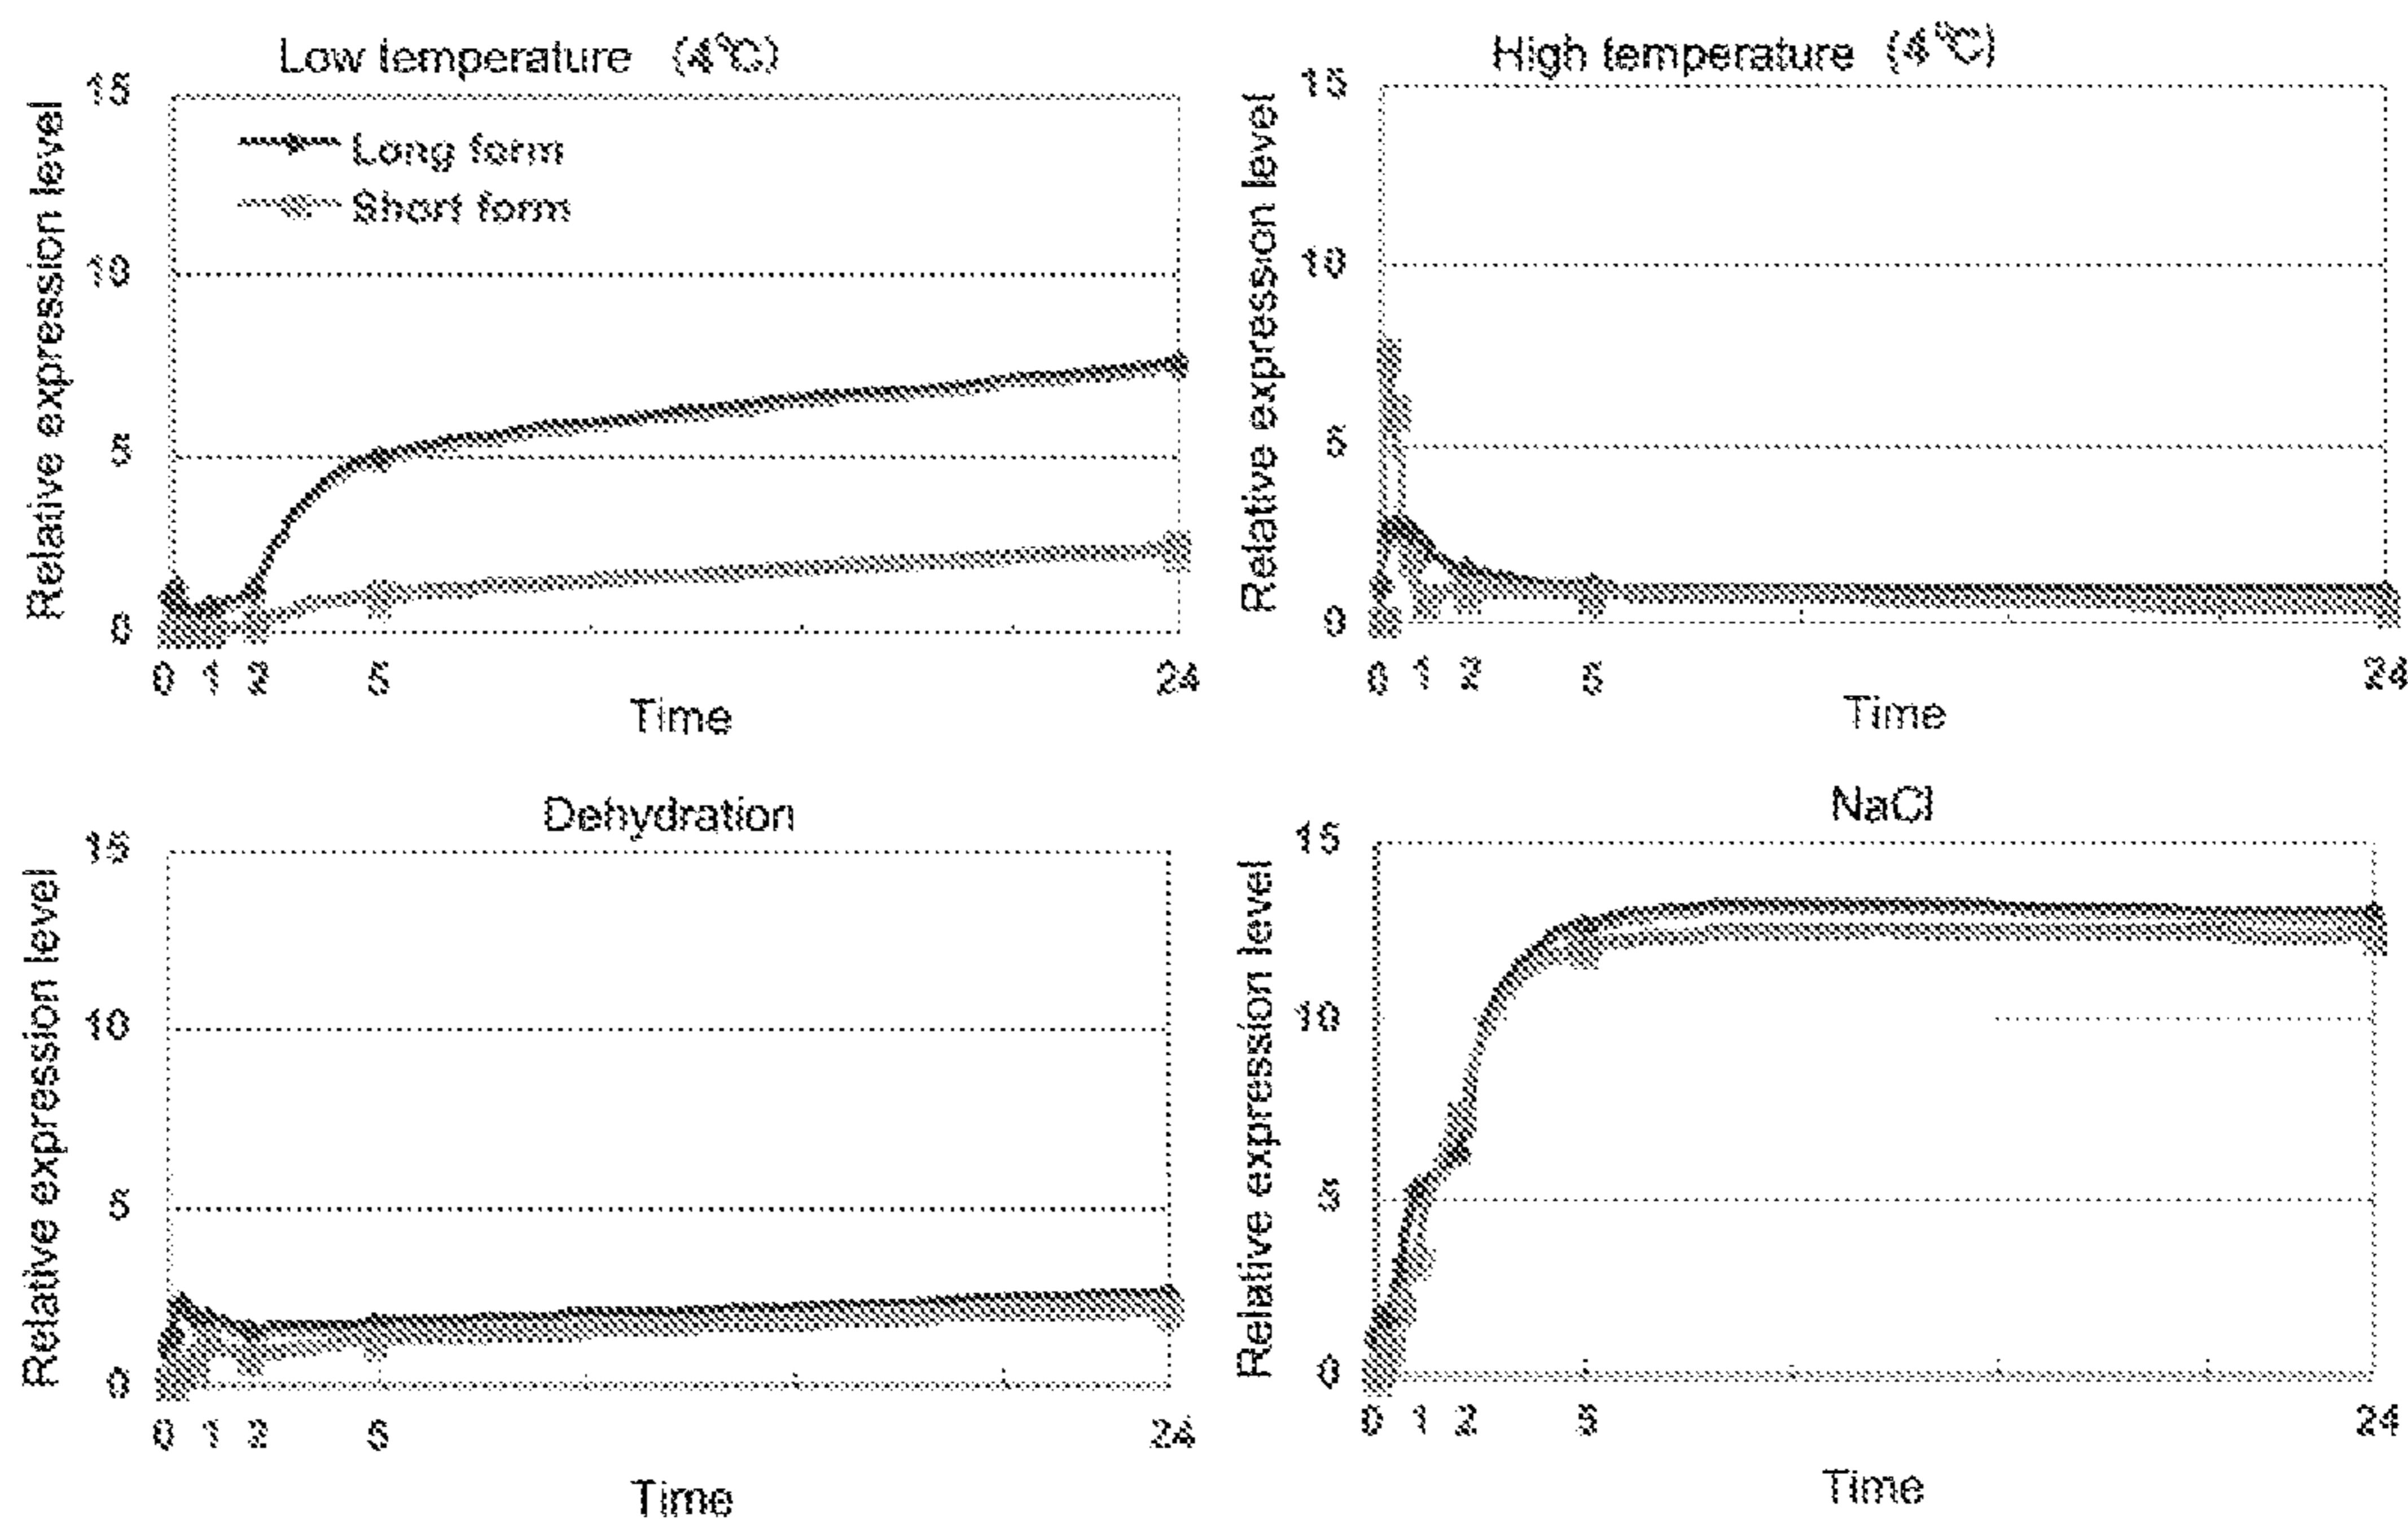 Low temperature (4℃)
15
Long form
Short form
10
5
0
0 1 2 5 24
Relative expression level
Time
High temperature (4℃)
15
10
5
0
0 1 2 5 24
Relative expression level
Time
Dehydration
15
10
5
0
0 1 2 5 24
Relative expression level
Time
NaCl
15
10
5
0
0 1 2 5 24
Relative expression level
Time